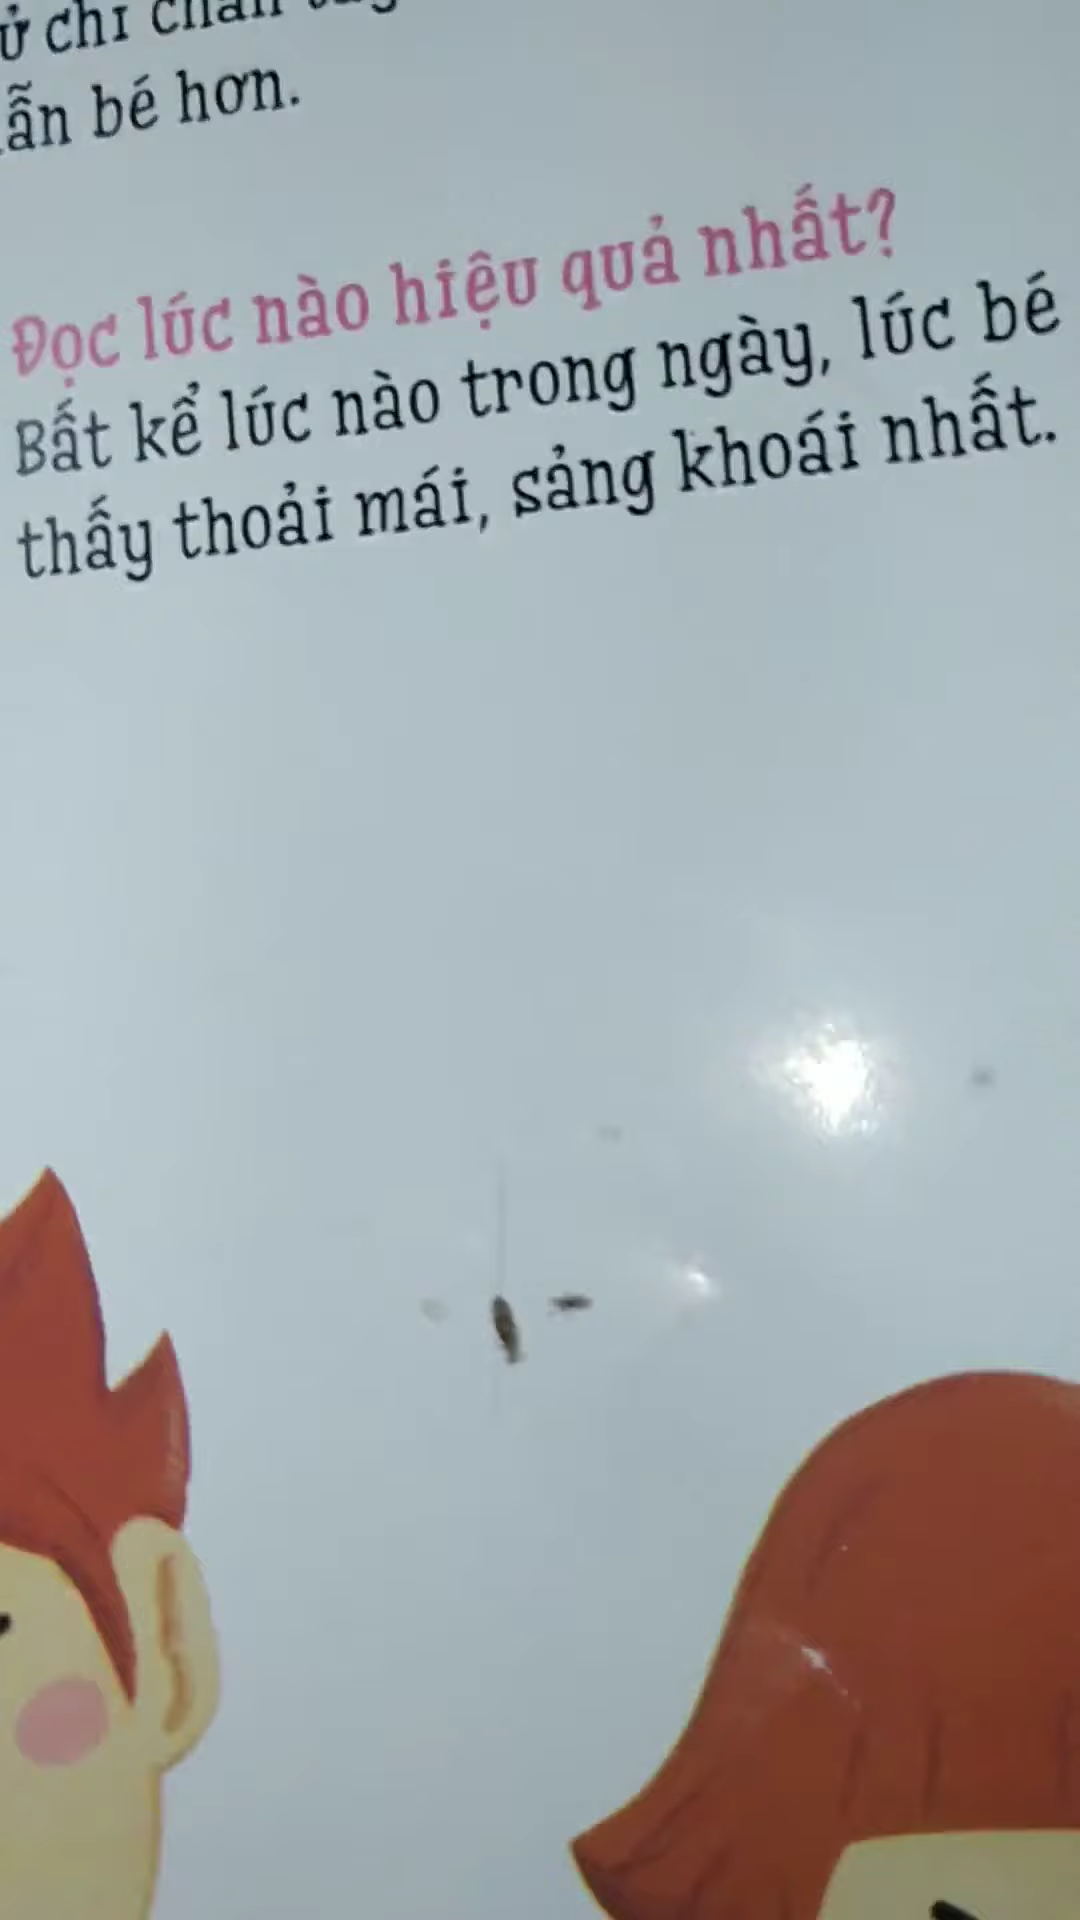 chỉ
ẫn bé hơn.
Đọc lúc nào hiệu quả nhất?
Bất kể lúc nào trong ngày, lúc bé
thấy thoải mái, sảng khoái nhất.